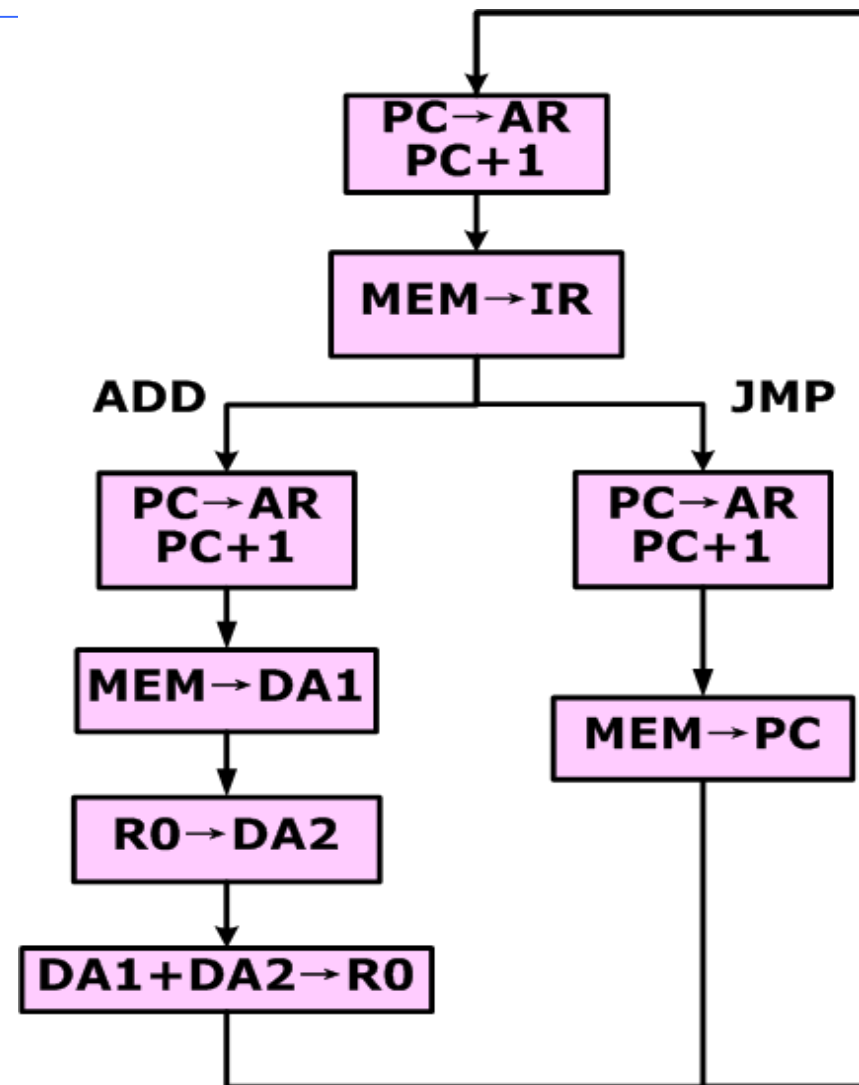 PC→AR
PC+1
MEM→IR
ADD
JMP
PC→AR
PC+1
MEM→DA1
R0→DA2
DA1+DA2→R0
PC→AR
PC+1
MEM→PC